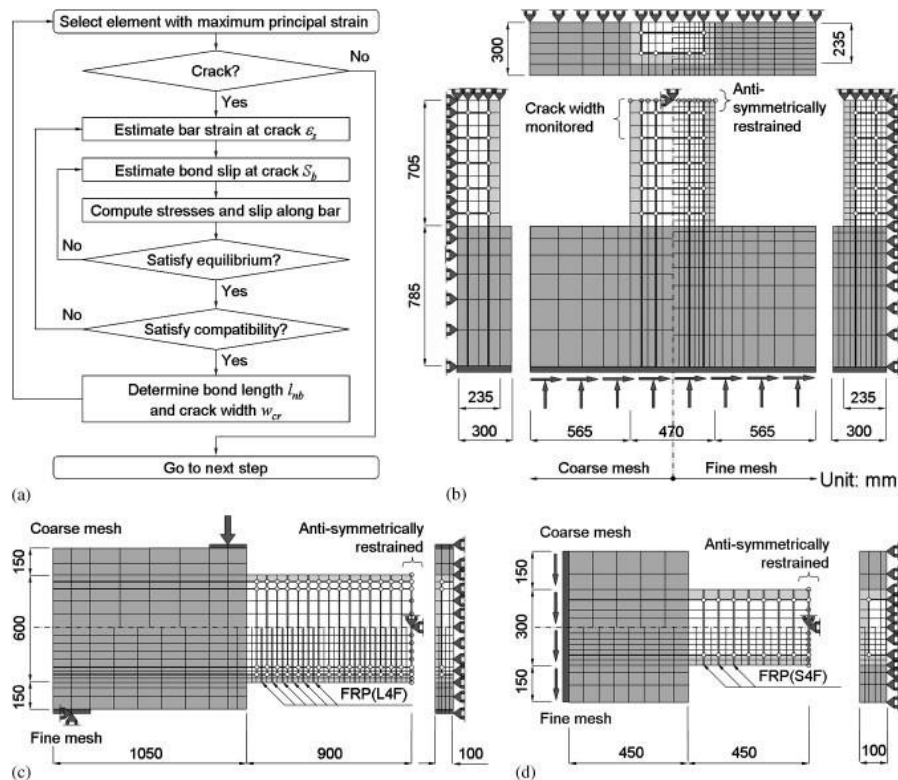 Select element with maximum principal strain
No
Crack?
Yes
Estimate bar strain at crack εs
Estimate bond slip at crack Sb
Compute stresses and slip along bar
No
Satisfy equilibrium?
Yes
No
Satisfy compatibility?
Yes
Determine bond length lnb
and crack width wcr
Go to next step
(a)
300
235
Crack width
monitored
Anti-
symmetrically
restrained
705
785
235
300
565
470
565
235
300
Coarse mesh
Fine mesh
Unit: mm
(b)
Coarse mesh
Anti-symmetrically
restrained
150
600
150
FRP(L4F)
Fine mesh
1050
900
100
(c)
Coarse mesh
Anti-symmetrically
restrained
150
300
150
FRP(S4F)
Fine mesh
450
450
100
(d)